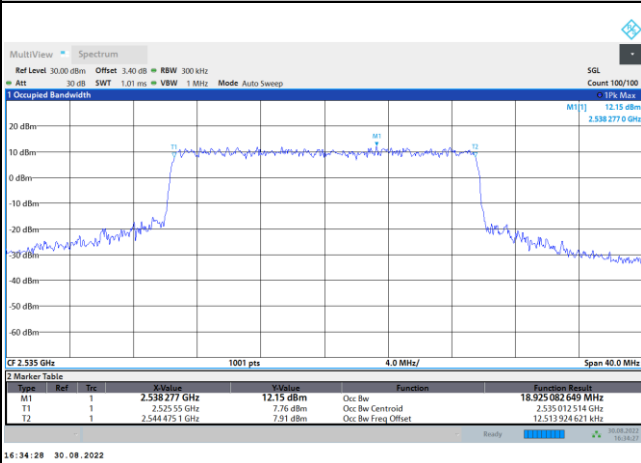 MultiView Spectrum
Ref Level 30.00 dBm Offset 3.40 dB RBW 300 kHz SGL
Att 30 dB SWT 1.01 ms VBW 1 MHz Mode Auto Sweep Count 100/100
1 Occupied Bandwidth 1Pk Max
M1[1] 12.15 dBm
2.538 277 0 GHz
20 dBm
M1
T1 T2
10 dBm
0 dBm
-10 dBm
-20 dBm
-30 dBm
-40 dBm
-50 dBm
-60 dBm
CF 2.535 GHz 1001 pts 4.0 MHz/ Span 40.0 MHz
2 Marker Table
Type Ref Trc X-Value Y-Value Function Function Result
M1 1 2.538 277 GHz 12.15 dBm Occ Bw 18.925 082 649 MHz
T1 1 2.525 55 GHz 7.76 dBm Occ Bw Centroid 2.535 012 514 GHz
T2 1 2.544 475 1 GHz 7.91 dBm Occ Bw Freq Offset 12.513 924 621 kHz
Ready 30.08.2022
16:34:27
16:34:28 30.08.2022